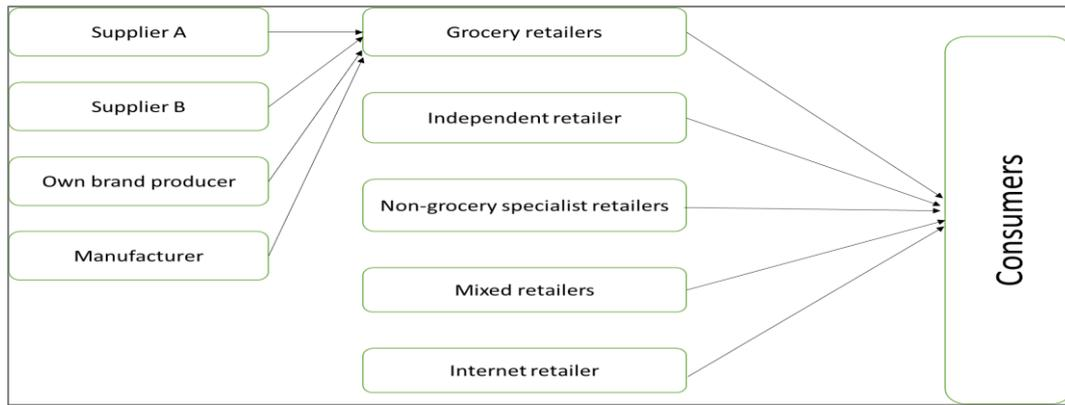 Supplier A
Supplier B
Own brand producer
Manufacturer
Grocery retailers
Independent retailer
Non-grocery specialist retailers
Mixed retailers
Internet retailer
Consumers